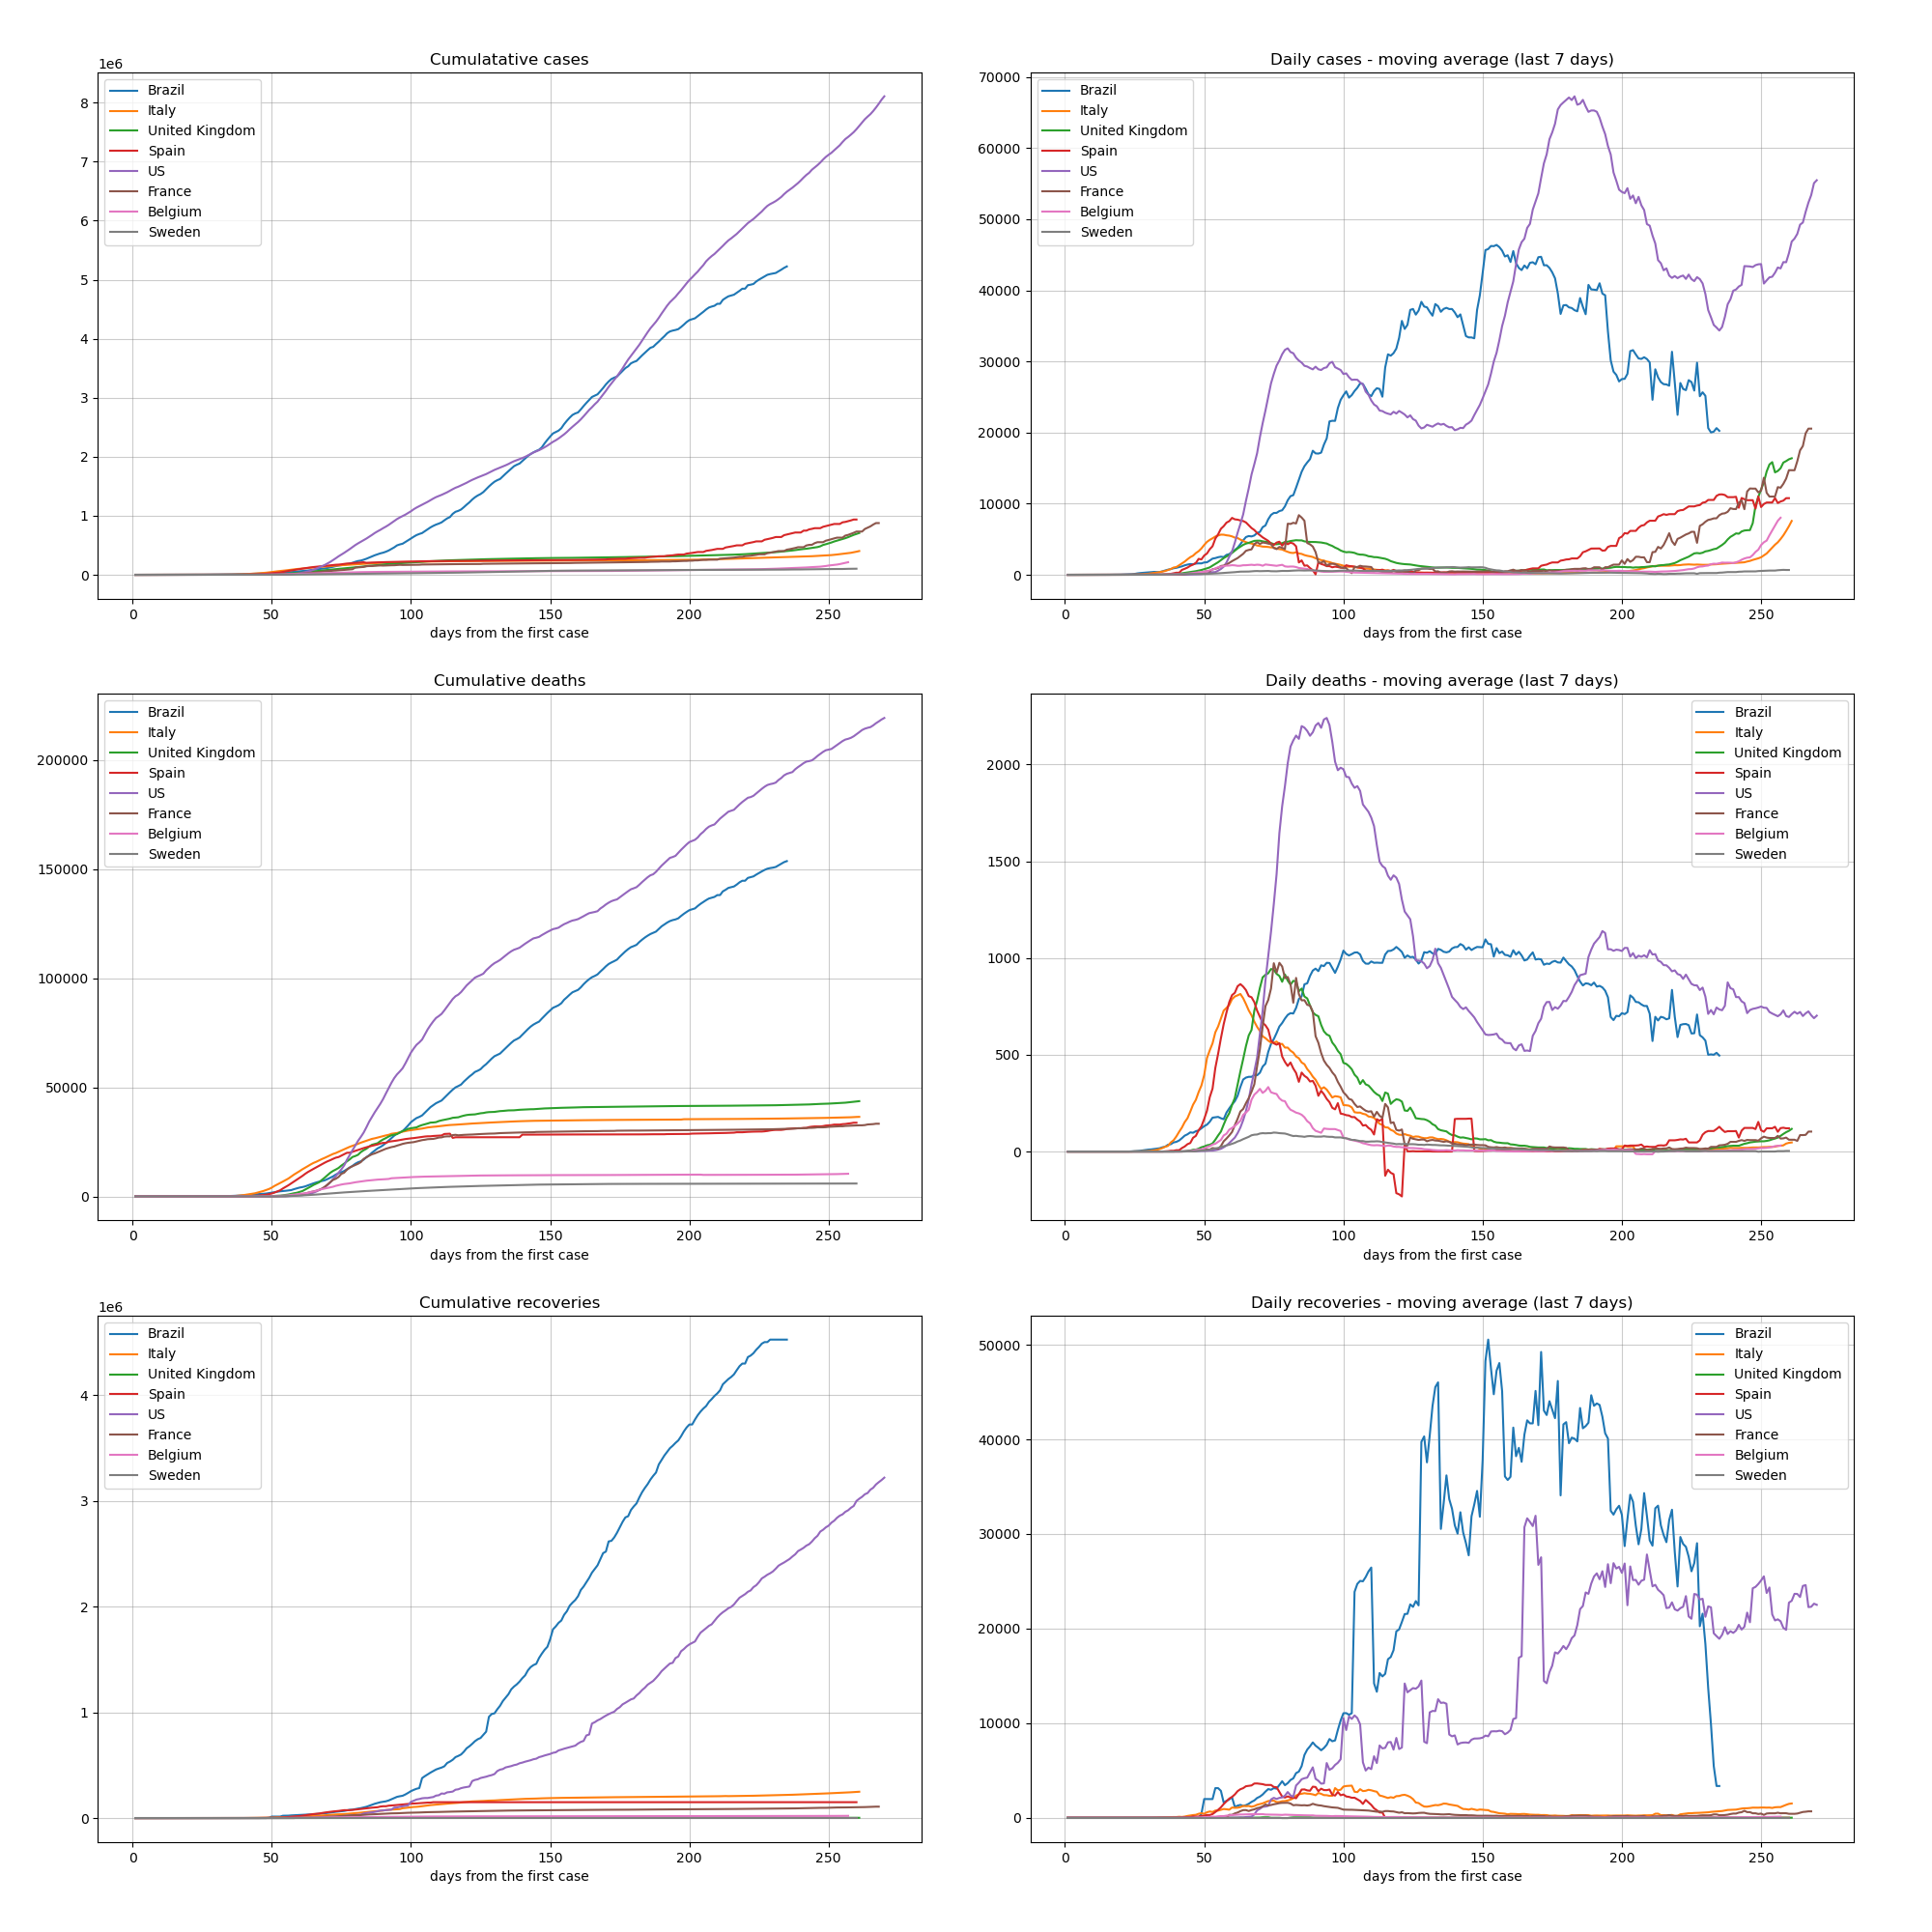 Cumulatative cases
1e6
8
7
6
5
4
3
2
1
0
0 50 100 150 200 250
days from the first case
Brazil
Italy
United Kingdom
Spain
US
France
Belgium
Sweden
Daily cases - moving average (last 7 days)
70000
60000
50000
40000
30000
20000
10000
0
0 50 100 150 200 250
days from the first case
Brazil
Italy
United Kingdom
Spain
US
France
Belgium
Sweden
Cumulative deaths
200000
150000
100000
50000
0
0 50 100 150 200 250
days from the first case
Brazil
Italy
United Kingdom
Spain
US
France
Belgium
Sweden
Daily deaths - moving average (last 7 days)
2000
1500
1000
500
0
0 50 100 150 200 250
days from the first case
Brazil
Italy
United Kingdom
Spain
US
France
Belgium
Sweden
Cumulative recoveries
1e6
4
3
2
1
0
0 50 100 150 200 250
days from the first case
Brazil
Italy
United Kingdom
Spain
US
France
Belgium
Sweden
Daily recoveries - moving average (last 7 days)
50000
40000
30000
20000
10000
0
0 50 100 150 200 250
days from the first case
Brazil
Italy
United Kingdom
Spain
US
France
Belgium
Sweden